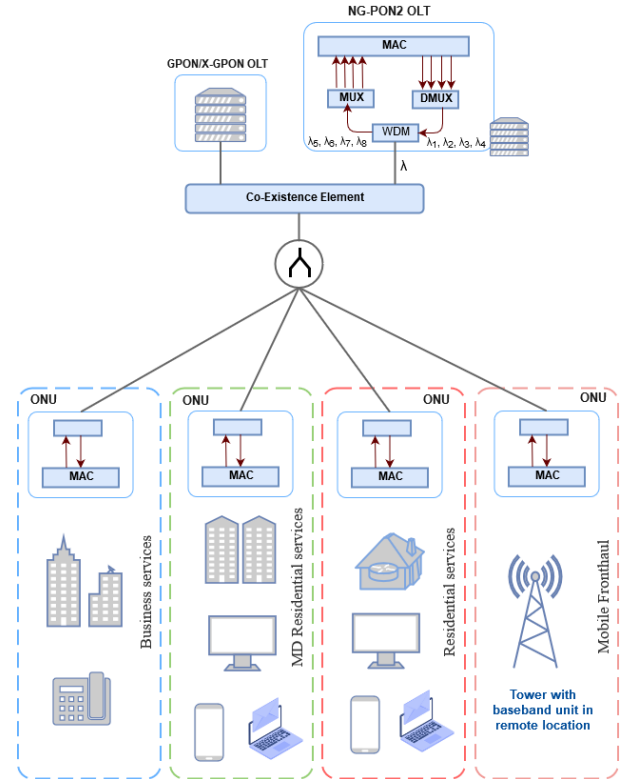 NG-PON2 OLT
MAC
GPON/X-GPON OLT
MUX
DMUX
WDM
λ5, λ6, λ7, λ8
λ1, λ2, λ3, λ4
λ
Co-Existence Element
ONU
MAC
Business services
ONU
MAC
MD Residential services
ONU
MAC
Residential services
ONU
MAC
Mobile Fronthaul
Tower with
baseband unit in
remote location